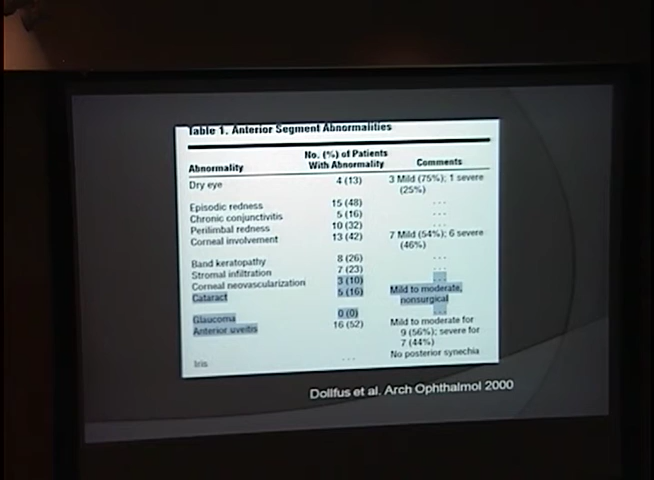 Table 1. Anterior Segment Abnormalities
Abnormality No. (%) of Patients With Abnormality Comments
Dry eye 4 (13) 3 Mild (75%); 1 severe (25%)
Episodic redness 15 (48) . . .
Chronic conjunctivitis 5 (16) . . .
Perilimbal redness 10 (32) . . .
Corneal involvement 13 (42) 7 Mild (54%); 6 severe (46%)
Band keratopathy 8 (26) . . .
Stromal infiltration 7 (23) . . .
Corneal neovascularization 3 (10) . . .
Cataract 5 (16) Mild to moderate, nonsurgical
Glaucoma 0 (0) . . .
Anterior uveitis 16 (52) Mild to moderate for 9 (56%); severe for 7 (44%)
Iris . . . No posterior synechia
Dollfus et al. Arch Ophthalmol 2000